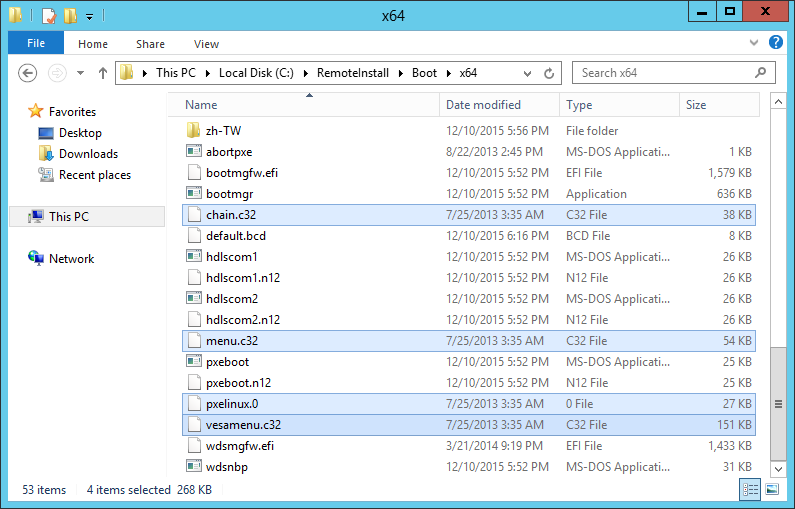 x64
File Home Share View
This PC Local Disk (C:) RemoteInstall Boot x64 Search x64
Favorites
Desktop
Downloads
Recent places
This PC
Network
Name Date modified Type Size
zh-TW 12/10/2015 5:56 PM File folder
abortpxe 8/22/2013 2:45 PM MS-DOS Applicati... 1 KB
bootmgfw.efi 12/10/2015 5:52 PM EFI File 1,579 KB
bootmgr 12/10/2015 5:52 PM Application 636 KB
chain.c32 7/25/2013 3:35 AM C32 File 38 KB
default.bcd 12/10/2015 6:16 PM BCD File 8 KB
hdlscom1 12/10/2015 5:52 PM MS-DOS Applicati... 26 KB
hdlscom1.n12 12/10/2015 5:52 PM N12 File 26 KB
hdlscom2 12/10/2015 5:52 PM MS-DOS Applicati... 26 KB
hdlscom2.n12 12/10/2015 5:52 PM N12 File 26 KB
menu.c32 7/25/2013 3:35 AM C32 File 54 KB
pxeboot 12/10/2015 5:52 PM MS-DOS Applicati... 25 KB
pxeboot.n12 12/10/2015 5:52 PM N12 File 25 KB
pxelinux.0 7/25/2013 3:35 AM 0 File 27 KB
vesamenu.c32 7/25/2013 3:35 AM C32 File 151 KB
wdsmgfw.efi 3/21/2014 9:19 PM EFI File 1,433 KB
wdsnbp 12/10/2015 5:52 PM MS-DOS Applicati... 31 KB
53 items 4 items selected 268 KB